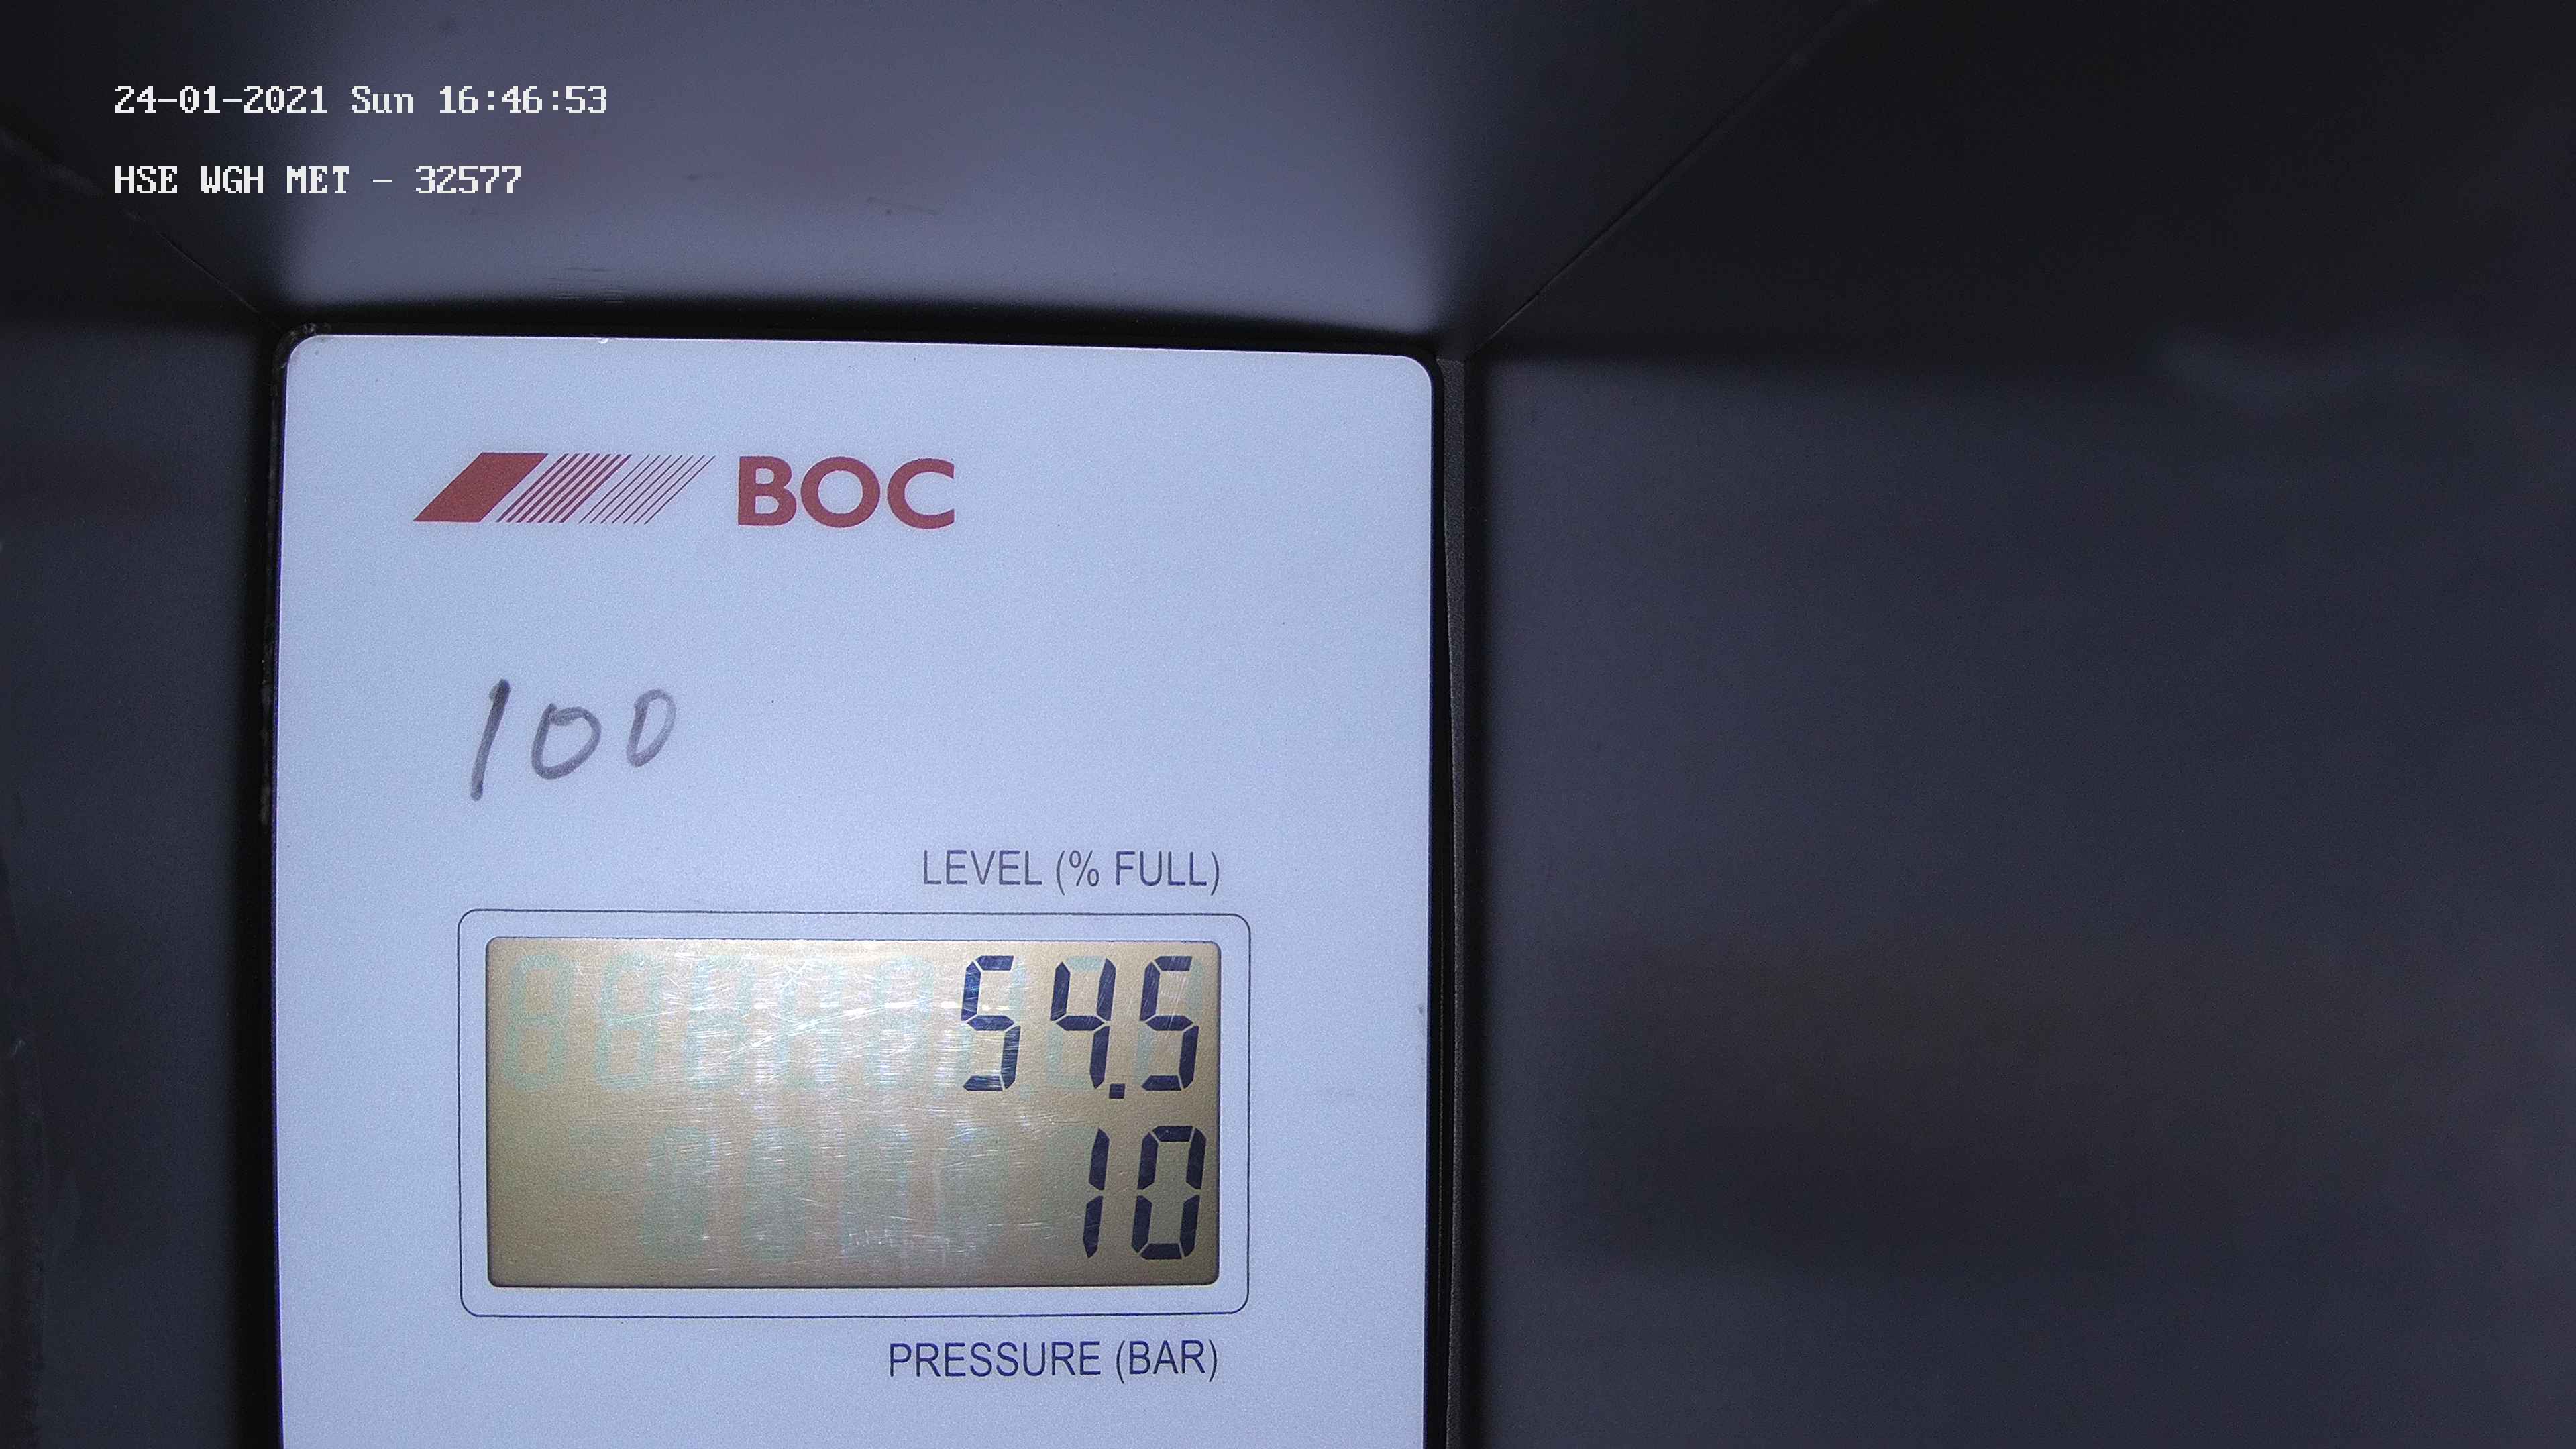 24-01-2021 Sun 16:46:53
HSE WGH MET - 32577
BOC
100
LEVEL (% FULL)
54.5
10
PRESSURE (BAR)